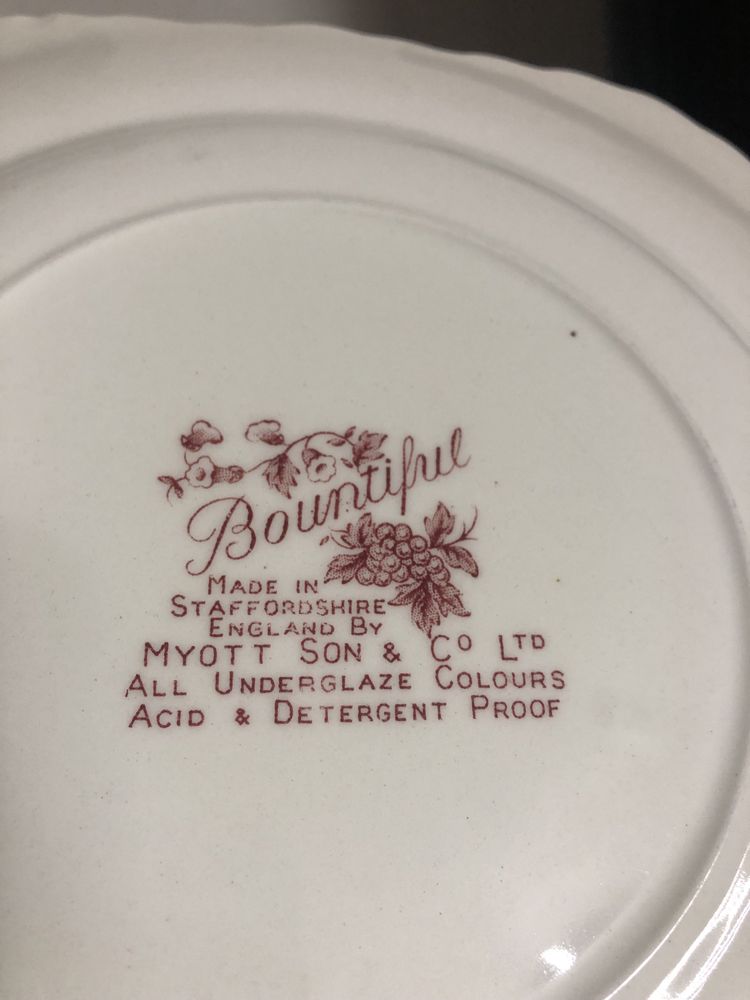 Bountiful
MADE IN
STAFFORDSHIRE
ENGLAND BY
MYOTT SON & CO LTD
ALL UNDERGLAZE COLOURS
ACID & DETERGENT PROOF